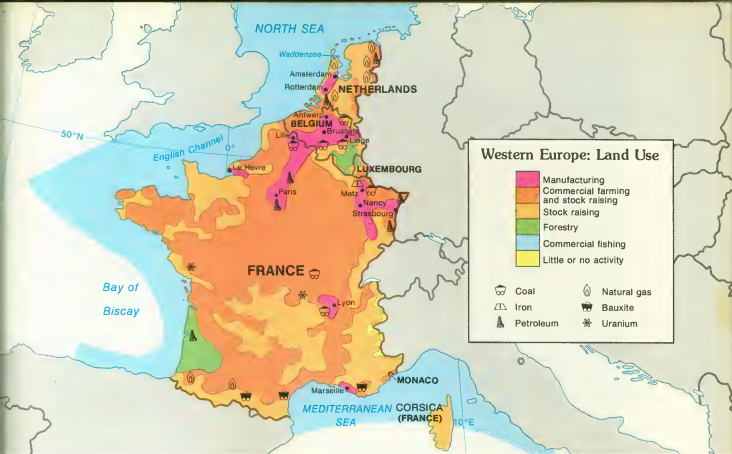 NORTH SEA
Waddenzee
Amsterdam
Rotterdam
NETHERLANDS
Antwerp
BELGIUM
Brussels
Lille
Liege
50°N
English Channel
0°
Le Havre
LUXEMBOURG
Paris
Metz
Nancy
Strasbourg
FRANCE
Bay of
Biscay
Lyon
MONACO
Marseille
MEDITERRANEAN
SEA
CORSICA
(FRANCE)
10°E
Western Europe: Land Use
Manufacturing
Commercial farming
and stock raising
Stock raising
Forestry
Commercial fishing
Little or no activity
Coal
Natural gas
Iron
Bauxite
Petroleum
Uranium